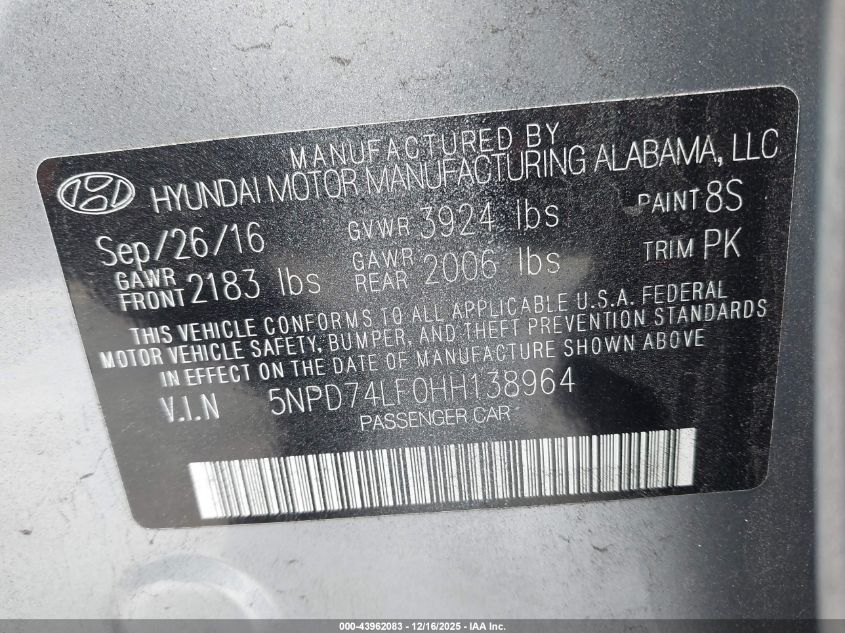 MANUFACTURED BY
HYUNDAI MOTOR MANUFACTURING ALABAMA, LLC
Sep/26/16 GVWR 3924 lbs PAINT 8S
GAWR FRONT 2183 lbs GAWR REAR 2006 lbs TRIM PK
THIS VEHICLE CONFORMS TO ALL APPLICABLE U.S.A. FEDERAL
MOTOR VEHICLE SAFETY, BUMPER, AND THEFT PREVENTION STANDARDS
IN EFFECT ON THE DATE OF MANUFACTURE SHOWN ABOVE
V.I.N 5NPD74LF0HH138964
PASSENGER CAR
000-43962083 - 12/16/2025 - IAA Inc.